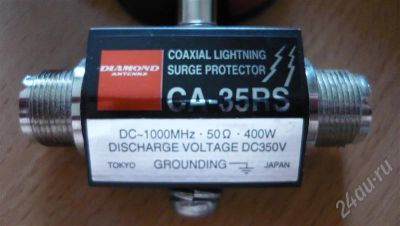 DIAMOND
ANTENNA
COAXIAL LIGHTNING
SURGE PROTECTOR
CA-35RS
DC~1000MHz · 50Ω · 400W
DISCHARGE VOLTAGE DC350V
TOKYO GROUNDING JAPAN
24au.ru